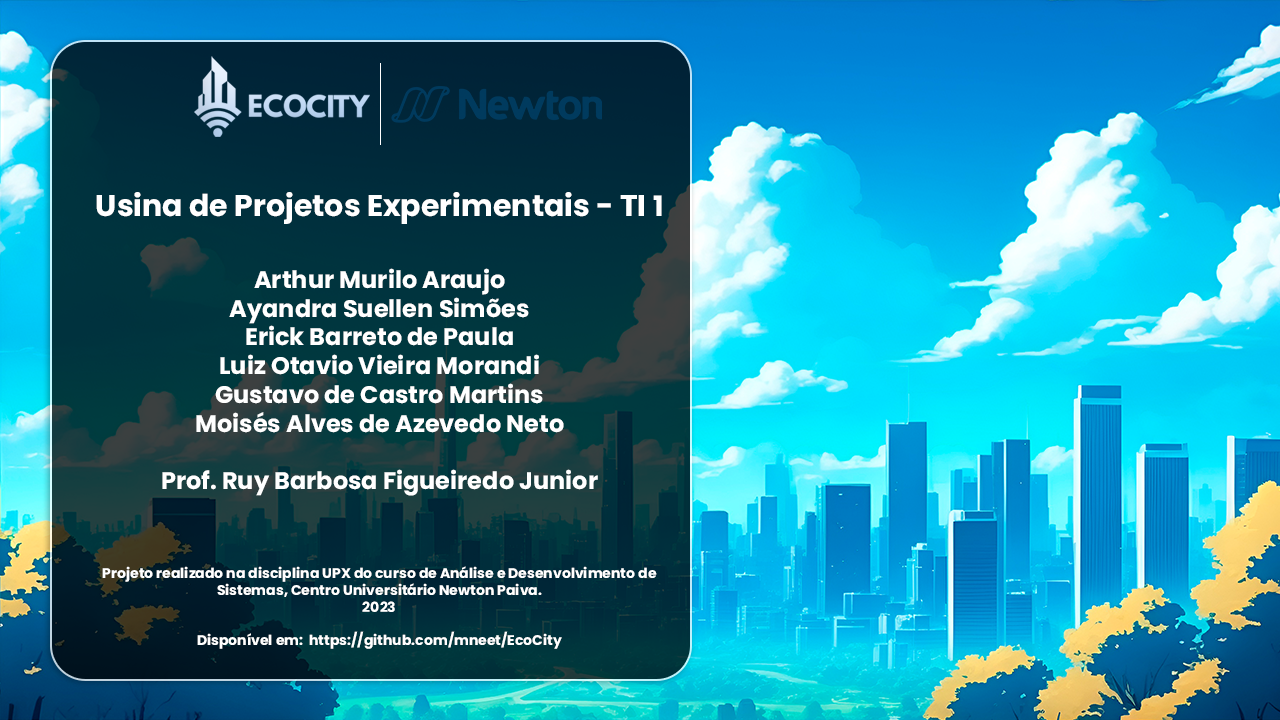 ECOCITY
Newton
Usina de Projetos Experimentais - TI 1
Arthur Murilo Araujo
Ayandra Suellen Simões
Erick Barreto de Paula
Luiz Otavio Vieira Morandi
Gustavo de Castro Martins
Moisés Alves de Azevedo Neto
Prof. Ruy Barbosa Figueiredo Junior
Projeto realizado na disciplina UPX do curso de Análise e Desenvolvimento de
Sistemas, Centro Universitário Newton Paiva.
2023
Disponível em: https://github.com/mneet/EcoCity